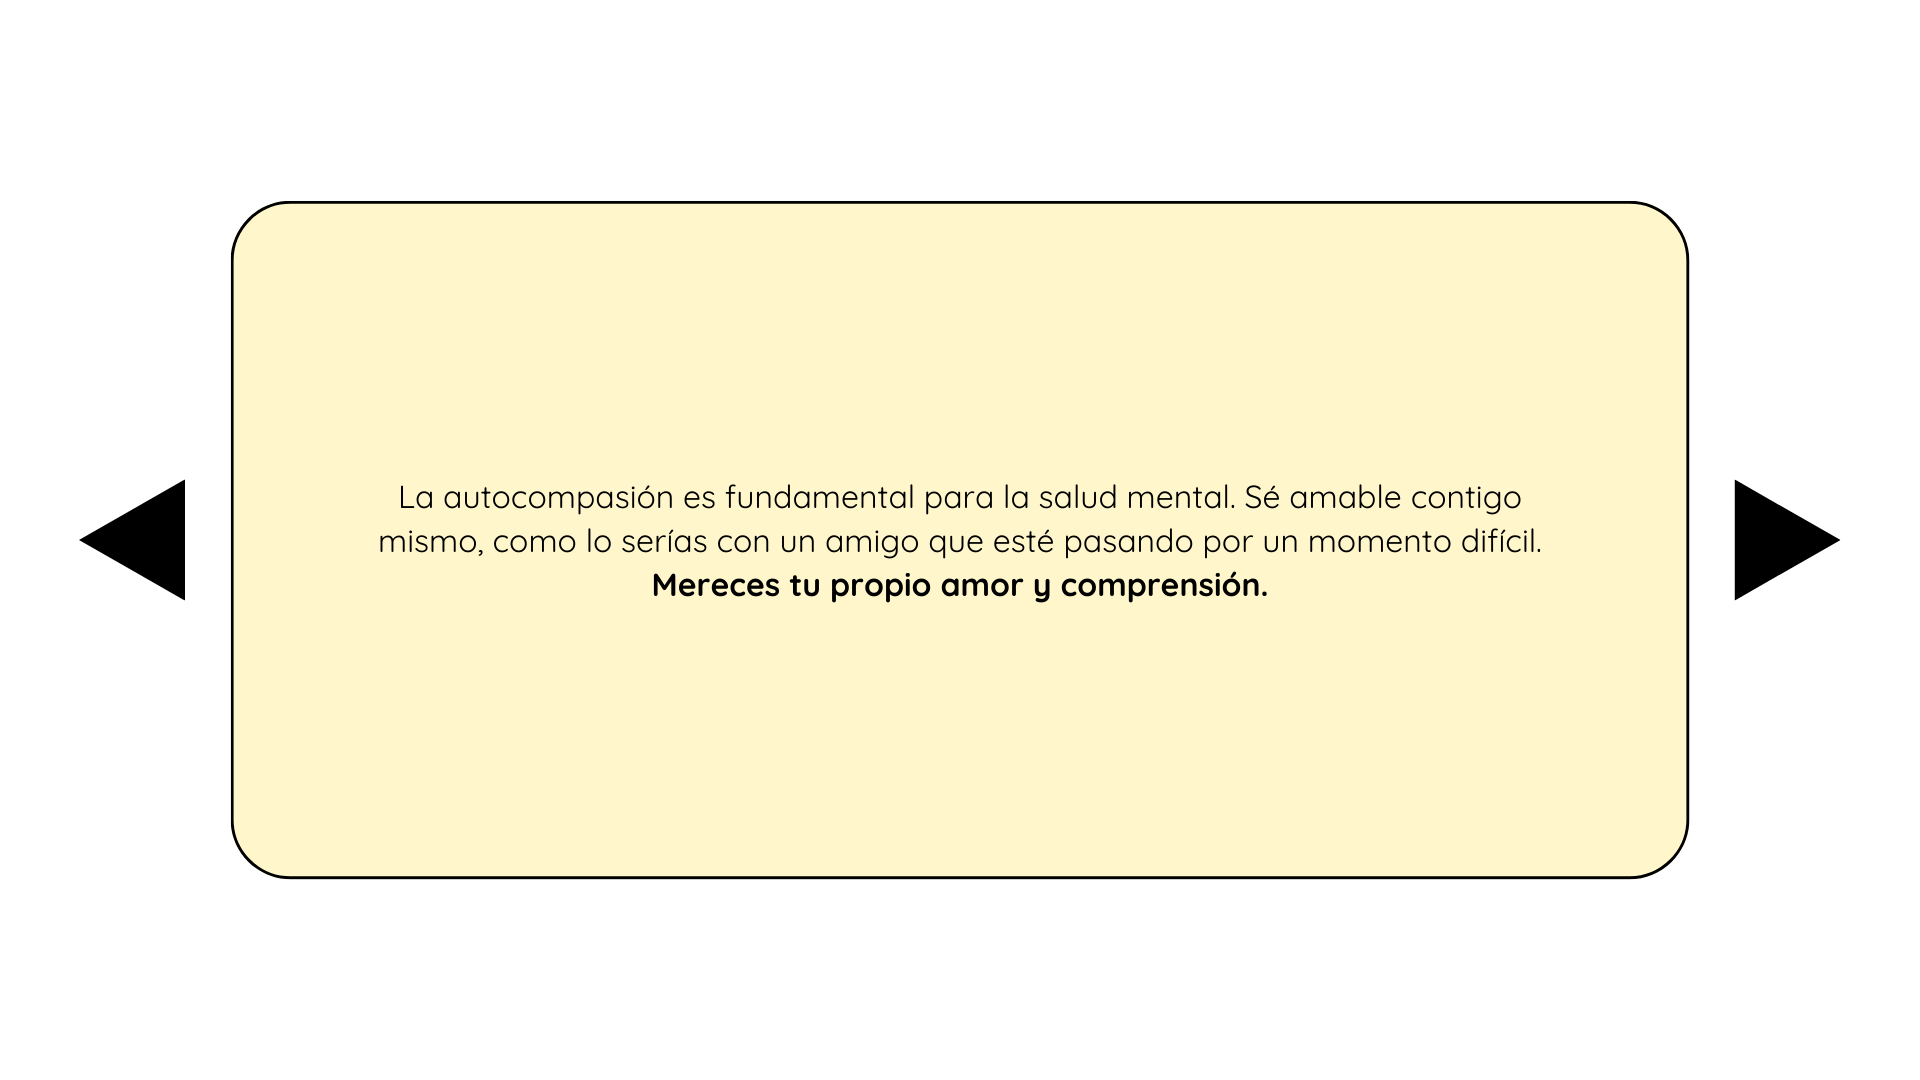 La autocompasión es fundamental para la salud mental. Sé amable contigo
mismo, como lo serías con un amigo que esté pasando por un momento difícil.
Mereces tu propio amor y comprensión.